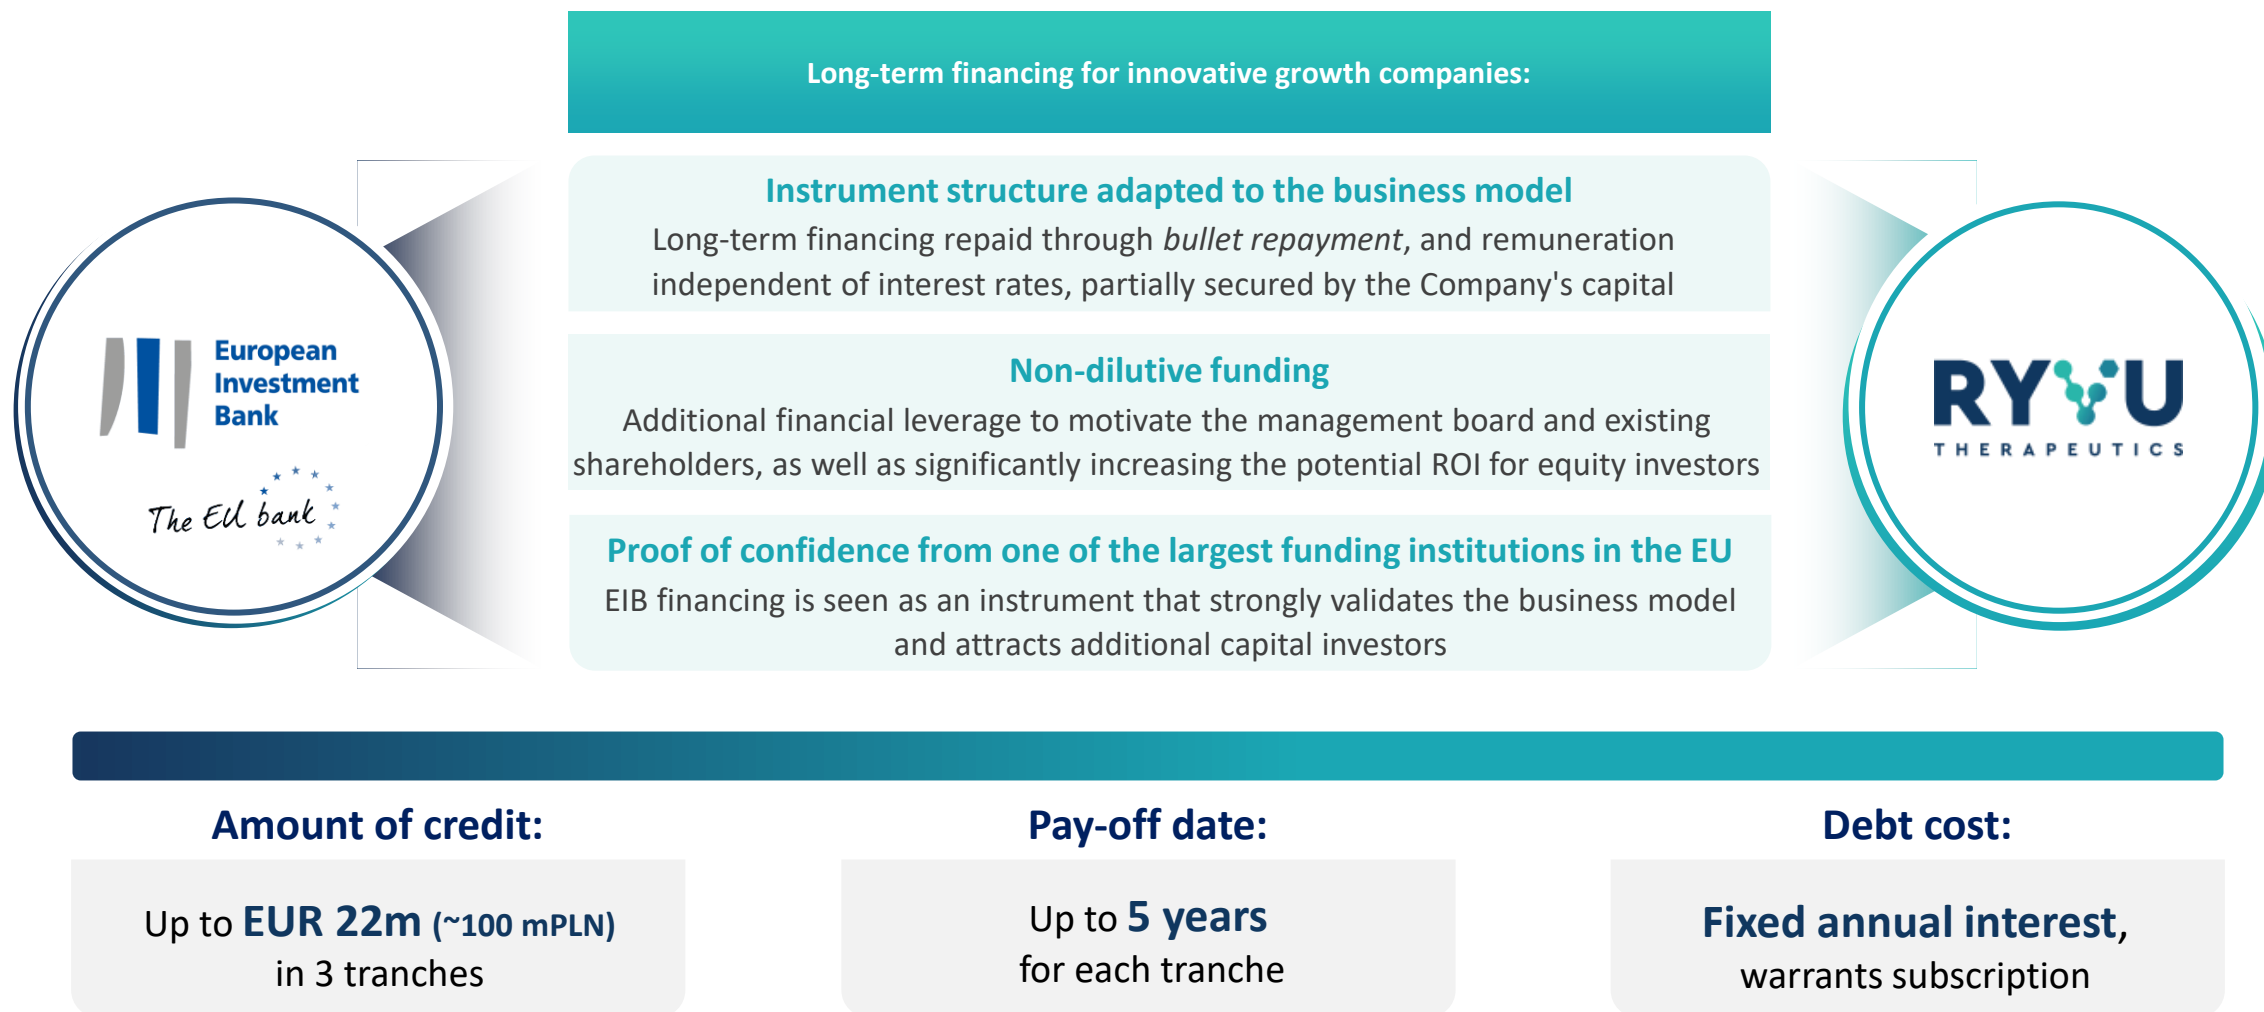 Long-term financing for innovative growth companies:
Instrument structure adapted to the business model
Long-term financing repaid through bullet repayment, and remuneration
independent of interest rates, partially secured by the Company's capital
Non-dilutive funding
Additional financial leverage to motivate the management board and existing
shareholders, as well as significantly increasing the potential ROI for equity investors
Proof of confidence from one of the largest funding institutions in the EU
EIB financing is seen as an instrument that strongly validates the business model
and attracts additional capital investors
European
Investment
Bank
The EU bank
RYVU
THERAPEUTICS
Amount of credit:
Up to EUR 22m (~100 mPLN)
in 3 tranches
Pay-off date:
Up to 5 years
for each tranche
Debt cost:
Fixed annual interest,
warrants subscription